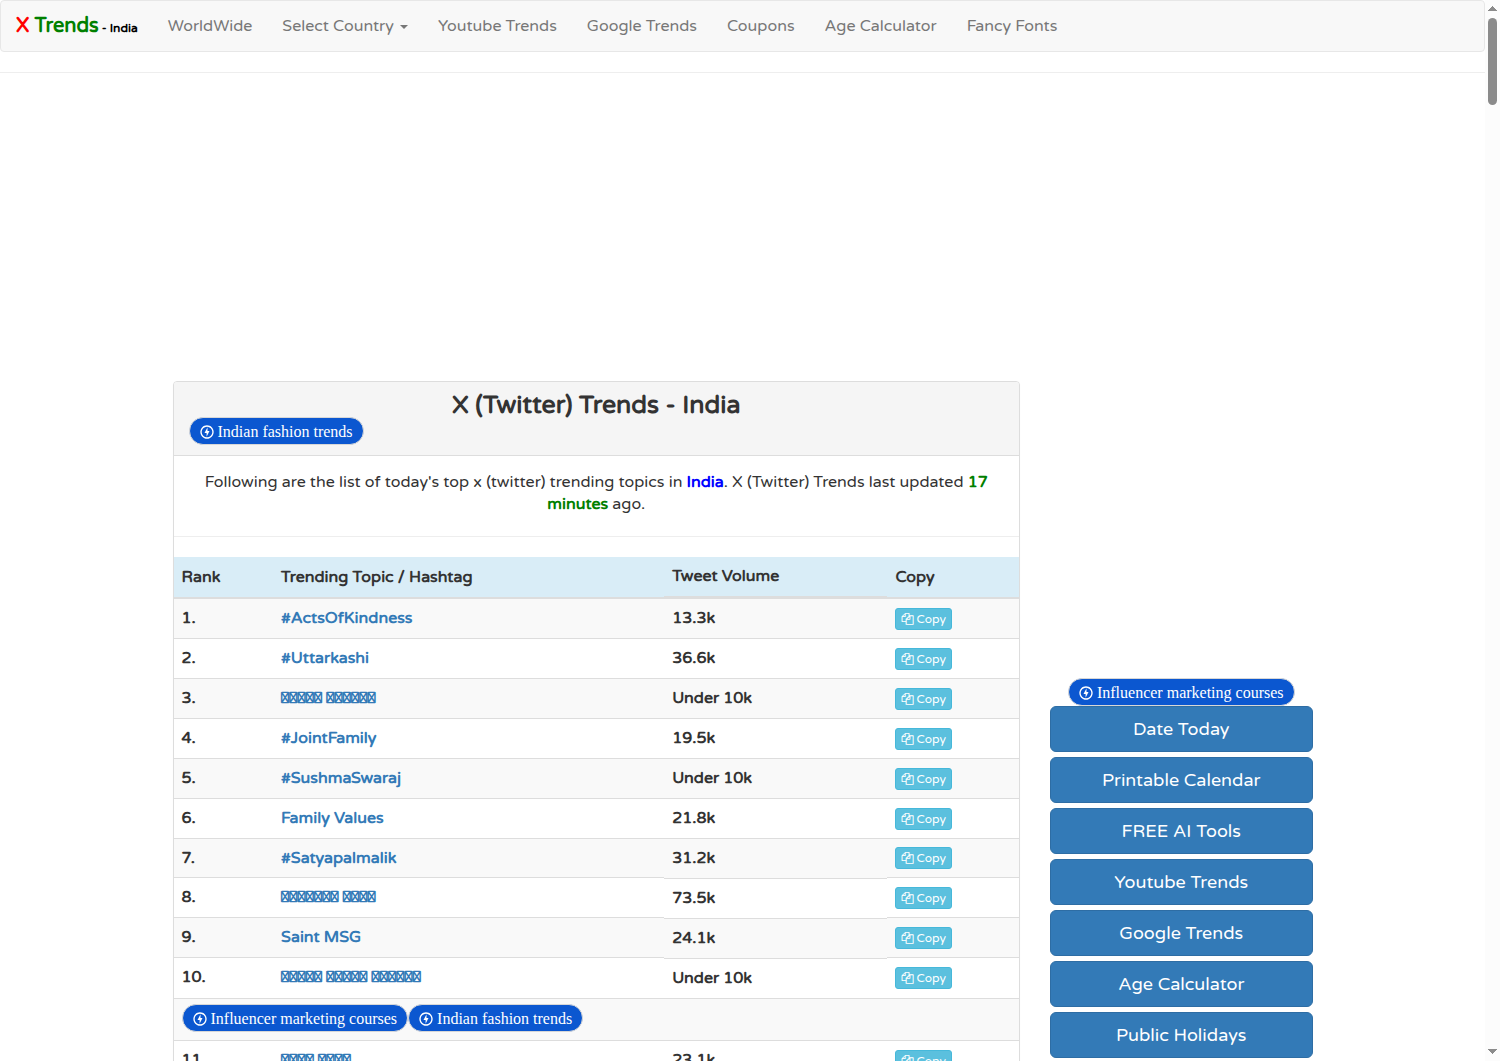 X Trends - India WorldWide Select Country Youtube Trends Google Trends Coupons Age Calculator Fancy Fonts
X (Twitter) Trends - India
Indian fashion trends
Following are the list of today's top x (twitter) trending topics in India. X (Twitter) Trends last updated 17
minutes ago.
Rank Trending Topic / Hashtag Tweet Volume Copy
1. #ActsOfKindness 13.3k Copy
2. #Uttarkashi 36.6k Copy
3. Under 10k Copy
4. #JointFamily 19.5k Copy
5. #SushmaSwaraj Under 10k Copy
6. Family Values 21.8k Copy
7. #Satyapalmalik 31.2k Copy
8. 73.5k Copy
9. Saint MSG 24.1k Copy
10. Under 10k Copy
Influencer marketing courses Indian fashion trends
11. 23.1k Copy
Influencer marketing courses
Date Today
Printable Calendar
FREE AI Tools
Youtube Trends
Google Trends
Age Calculator
Public Holidays